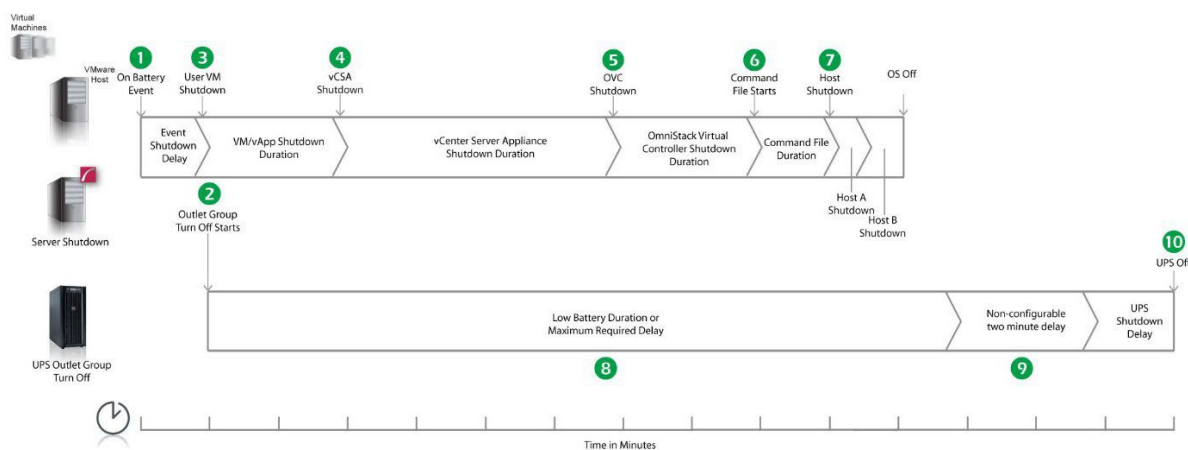 Virtual
Machines
VMware
Host
1
On Battery
Event
3
User VM
Shutdown
4
vCSA
Shutdown
5
OVC
Shutdown
6
Command
File Starts
7
Host
Shutdown
OS Off
Event
Shutdown
Delay
VM/vApp Shutdown
Duration
vCenter Server Appliance
Shutdown Duration
OmniStack Virtual
Controller Shutdown
Duration
Command File
Duration
Host A
Shutdown
Host B
Shutdown
Server Shutdown
2
Outlet Group
Turn Off Starts
10
UPS Off
Low Battery Duration or
Maximum Required Delay
Non-configurable
two minute delay
UPS
Shutdown
Delay
8
9
UPS Outlet Group
Turn Off
Time in Minutes